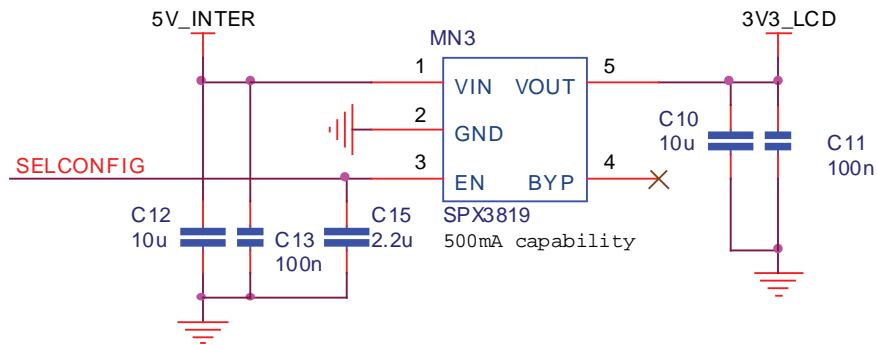 5V_INTER
3V3_LCD
MN3
1
5
VIN
VOUT
2
GND
C10
10u
C11
100n
SELCONFIG
3
4
EN
BYP
C12
10u
C13
100n
C15
2.2u
SPX3819
500mA capability